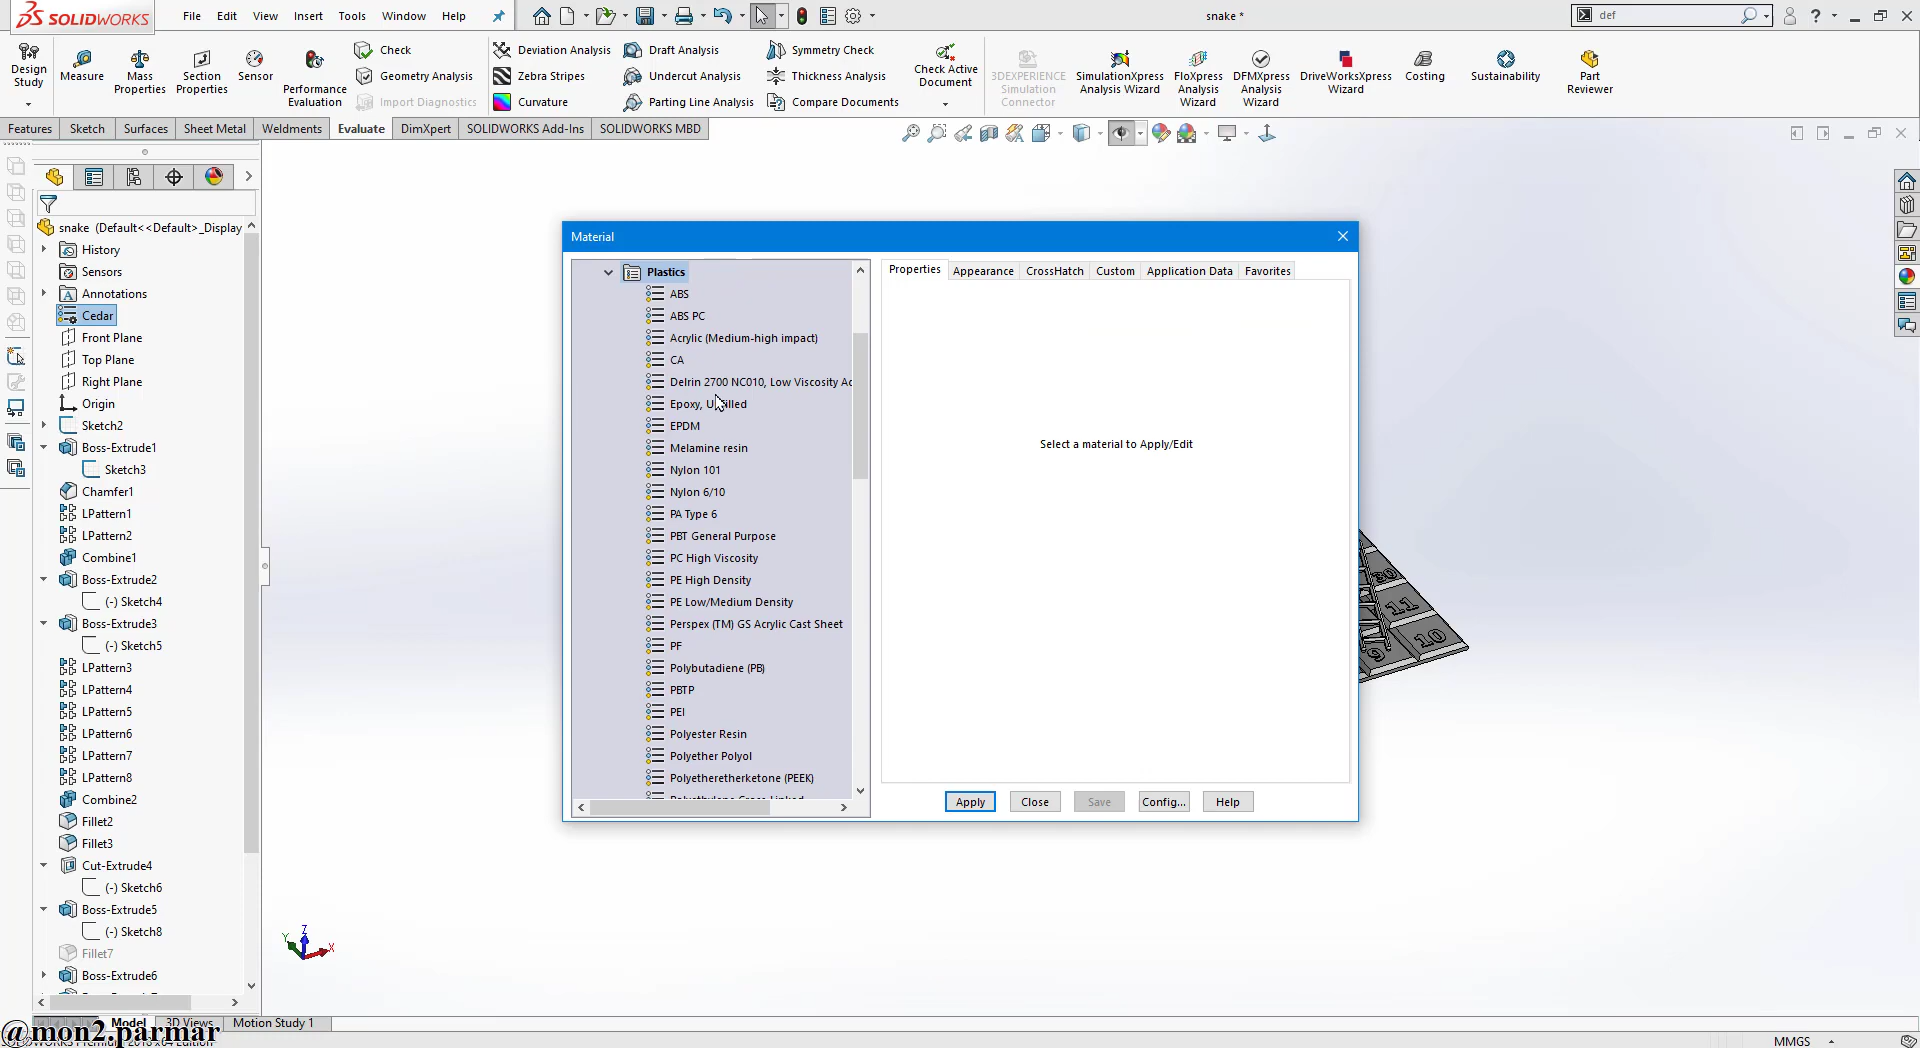 SOLIDWORKS
File Edit View Insert Tools Window Help
snake *
def
Design Study
Measure
Mass Properties
Section Properties
Sensor
Performance Evaluation
Check
Geometry Analysis
Import Diagnostics
Deviation Analysis
Zebra Stripes
Curvature
Draft Analysis
Undercut Analysis
Parting Line Analysis
Symmetry Check
Thickness Analysis
Compare Documents
Check Active Document
3DEXPERIENCE Simulation Connector
SimulationXpress Analysis Wizard
FloXpress Analysis Wizard
DFMXpress Analysis Wizard
DriveWorksXpress Wizard
Costing
Sustainability
Part Reviewer
Features Sketch Surfaces Sheet Metal Weldments Evaluate DimXpert SOLIDWORKS Add-Ins SOLIDWORKS MBD
snake (Default<<Default>_Display
History
Sensors
Annotations
Cedar
Front Plane
Top Plane
Right Plane
Origin
Sketch2
Boss-Extrude1
Sketch3
Chamfer1
LPattern1
LPattern2
Combine1
Boss-Extrude2
(-) Sketch4
Boss-Extrude3
(-) Sketch5
LPattern3
LPattern4
LPattern5
LPattern6
LPattern7
LPattern8
Combine2
Fillet2
Fillet3
Cut-Extrude4
(-) Sketch6
Boss-Extrude5
(-) Sketch8
Fillet7
Boss-Extrude6
Material
Plastics
ABS
ABS PC
Acrylic (Medium-high impact)
CA
Delrin 2700 NC010, Low Viscosity Ac
Epoxy, Unfilled
EPDM
Melamine resin
Nylon 101
Nylon 6/10
PA Type 6
PBT General Purpose
PC High Viscosity
PE High Density
PE Low/Medium Density
Perspex (TM) GS Acrylic Cast Sheet
PF
Polybutadiene (PB)
PBTP
PEI
Polyester Resin
Polyether Polyol
Polyetheretherketone (PEEK)
Properties Appearance CrossHatch Custom Application Data Favorites
Select a material to Apply/Edit
Apply Close Save Config... Help
30
11
10
9
Z
Y
X
Model 3D Views Motion Study 1
@mon2.parmar
MMGS